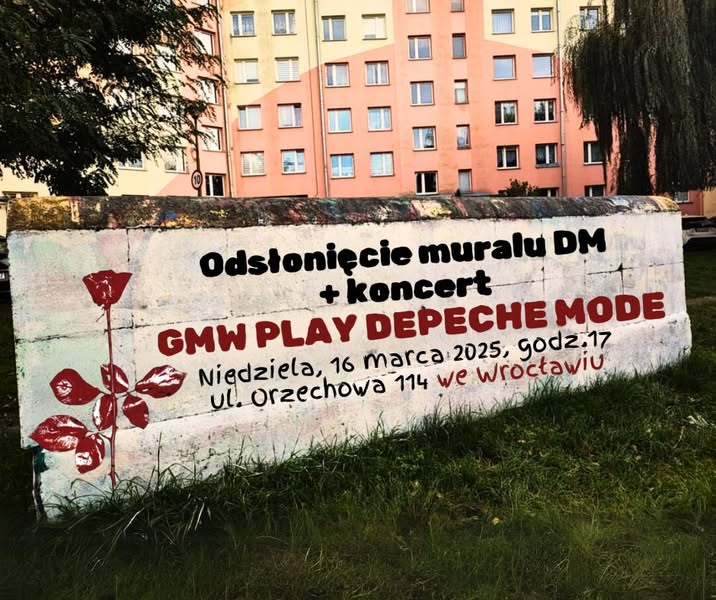 Odsłonięcie muralu DM
+ koncert
GMW PLAY DEPECHE MODE
Niedziela, 16 marca 2025, godz.17
ul. Orzechowa 114 we Wrocławiu
10